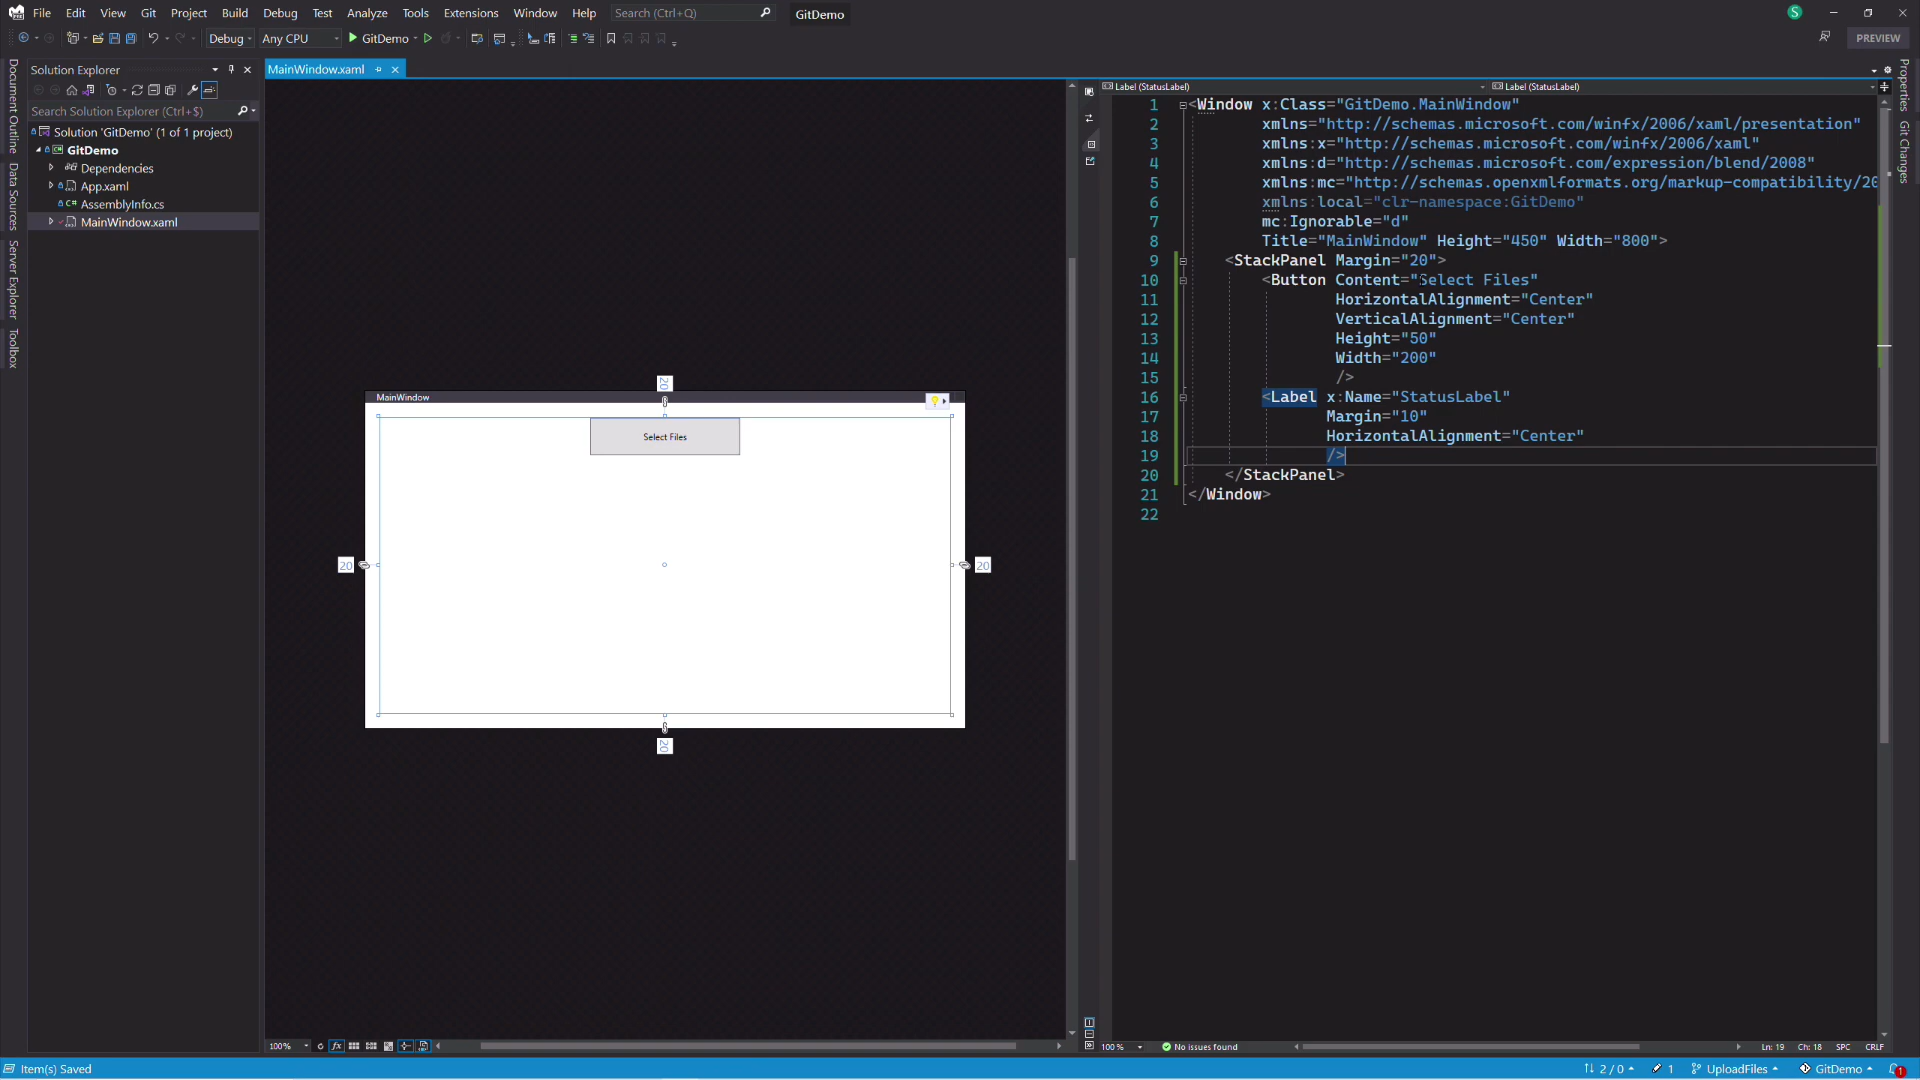 File Edit View Git Project Build Debug Test Analyze Tools Extensions Window Help Search (Ctrl+Q) GitDemo S
Debug Any CPU GitDemo PREVIEW
Document Outline
Data Sources
Server Explorer
Toolbox
Solution Explorer
Search Solution Explorer (Ctrl+$)
Solution 'GitDemo' (1 of 1 project)
GitDemo
Dependencies
App.xaml
C# AssemblyInfo.cs
MainWindow.xaml
MainWindow.xaml
20
MainWindow
Select Files
20 20
20
100% fx
Label (StatusLabel) Label (StatusLabel)
1 <Window x:Class="GitDemo.MainWindow"
2 xmlns="http://schemas.microsoft.com/winfx/2006/xaml/presentation"
3 xmlns:x="http://schemas.microsoft.com/winfx/2006/xaml"
4 xmlns:d="http://schemas.microsoft.com/expression/blend/2008"
5 xmlns:mc="http://schemas.openxmlformats.org/markup-compatibility/20
6 xmlns:local="clr-namespace:GitDemo"
7 mc:Ignorable="d"
8 Title="MainWindow" Height="450" Width="800">
9 <StackPanel Margin="20">
10 <Button Content="Select Files"
11 HorizontalAlignment="Center"
12 VerticalAlignment="Center"
13 Height="50"
14 Width="200"
15 />
16 <Label x:Name="StatusLabel"
17 Margin="10"
18 HorizontalAlignment="Center"
19 />
20 </StackPanel>
21 </Window>
22
100 % No issues found Ln: 19 Ch: 18 SPC CRLF
Properties
Git Changes
Item(s) Saved 2 / 0 1 UploadFiles GitDemo 1